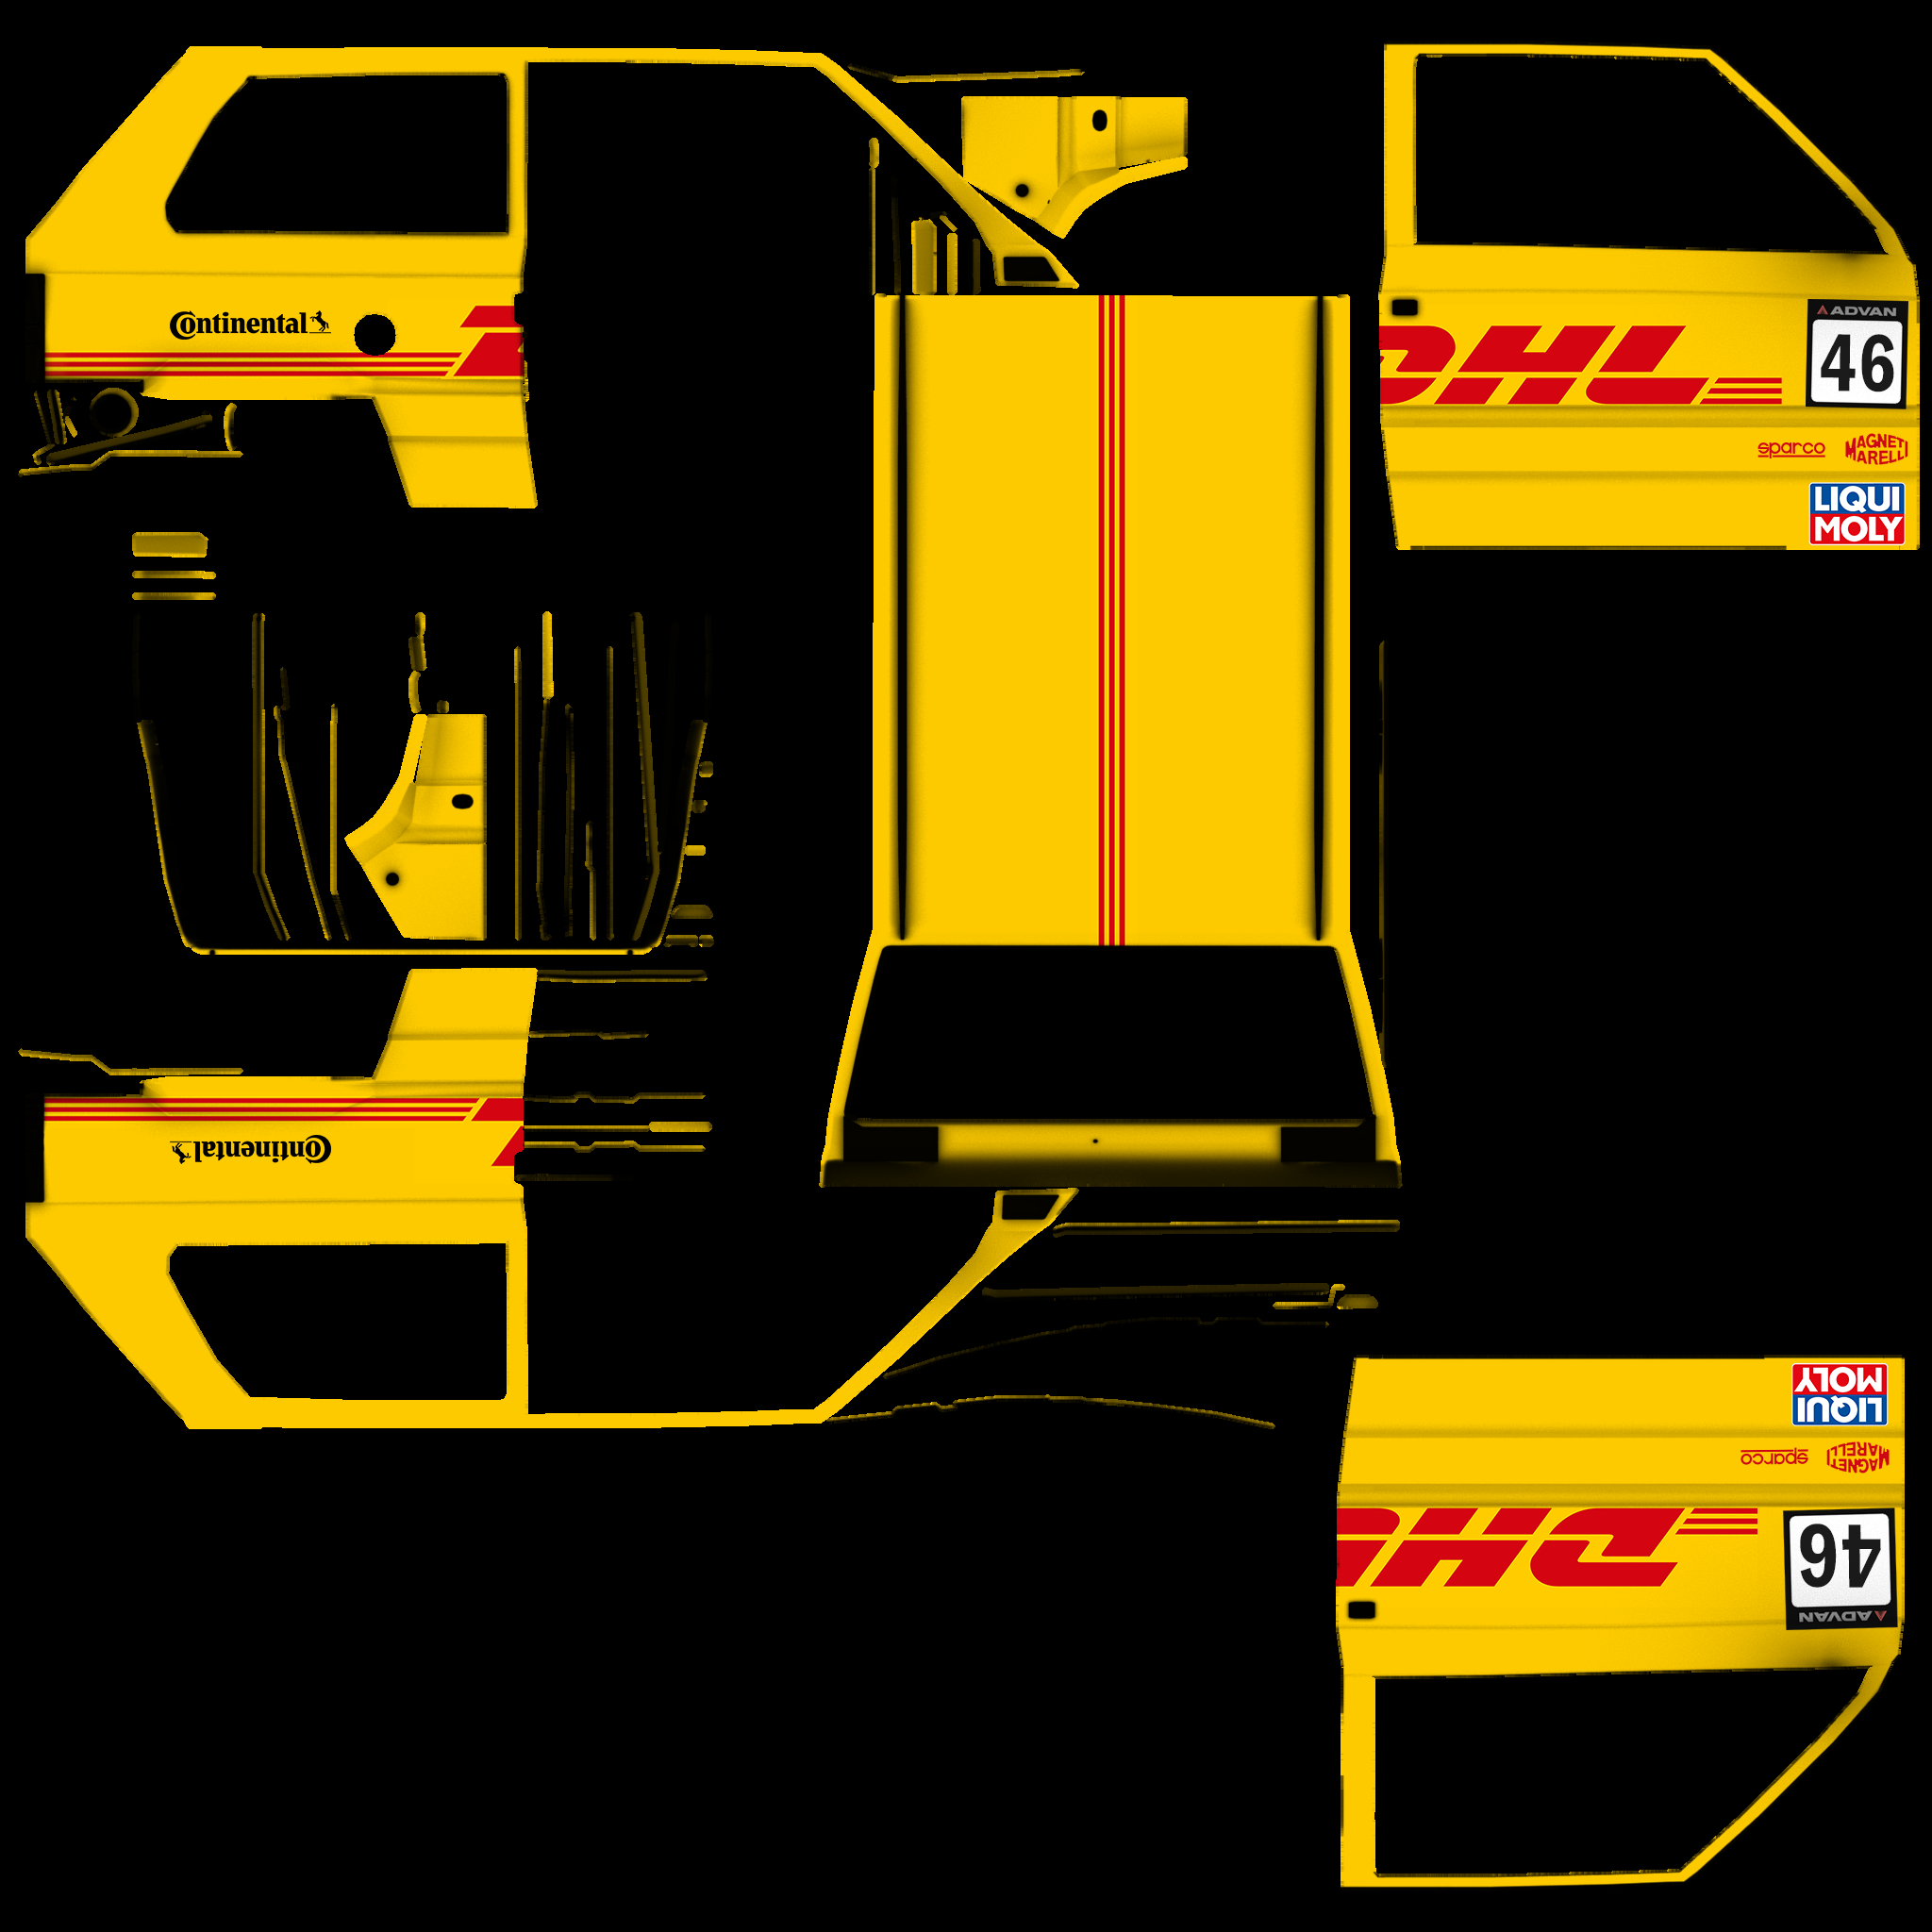 Continental
ADVAN
DHL
46
sparco
MAGNETI
MARELLI
LIQUI
MOLY
Continental
LIQUI
MOLY
MAGNETI
MARELLI
sparco
DHL
46
ADVAN